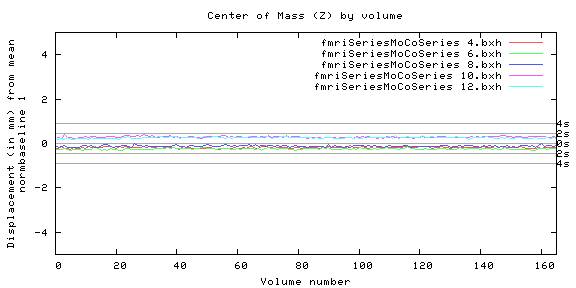 Center of Mass (Z) by volume
fmriSeriesMoCoSeries 4.bxh
fmriSeriesMoCoSeries 6.bxh
fmriSeriesMoCoSeries 8.bxh
fmriSeriesMoCoSeries 10.bxh
fmriSeriesMoCoSeries 12.bxh
Displacement (in mm) from mean
normbaseline 1
4
2
0
-2
-4
4s
2s
0s
2s
4s
0 20 40 60 80 100 120 140 160
Volume number